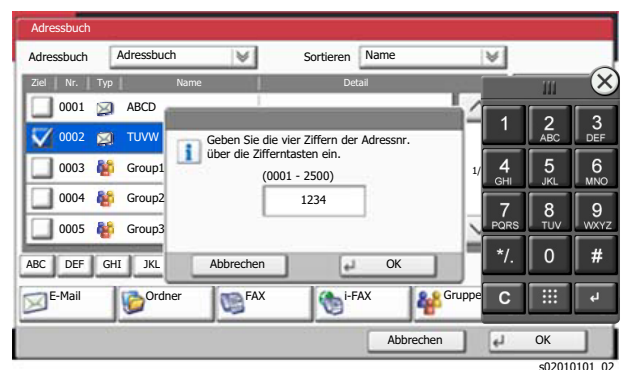 Adressbuch
Adressbuch Adressbuch Sortieren Name
Ziel Nr. Typ Name Detail
0001 ABCD
0002 TUVW
0003 Group1
0004 Group2
0005 Group3
Geben Sie die vier Ziffern der Adressnr.
über die Zifferntasten ein.
(0001 - 2500)
1234
Abbrechen OK
1/
ABC DEF GHI JKL
E-Mail Ordner FAX i-FAX Gruppe
Abbrechen OK
1 2 ABC 3 DEF
4 GHI 5 JKL 6 MNO
7 PQRS 8 TUV 9 WXYZ
*/. 0 #
C
s02010101_02